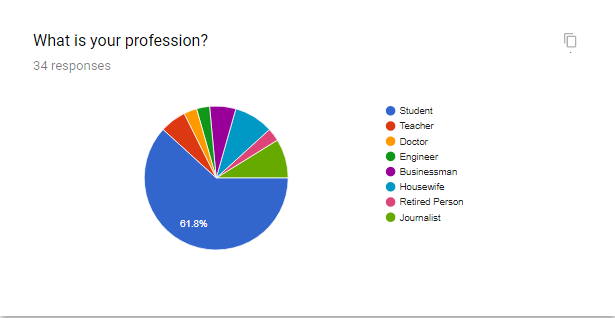 What is your profession?
34 responses
Student
Teacher
Doctor
Engineer
Businessman
Housewife
Retired Person
Journalist
61.8%